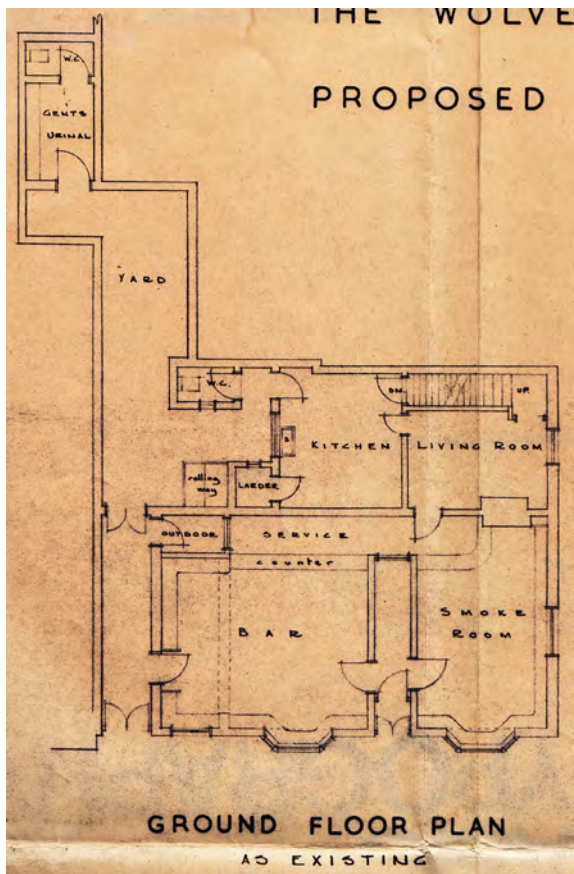 THE WOLVE
PROPOSED
W.C.
GENTS
URINAL
YARD
W.C.
DN.
UP.
S
KITCHEN
LIVING ROOM
rolling
way
LARDER
OUTDOOR
SERVICE
counter
BAR
SMOKE
ROOM
GROUND FLOOR PLAN
AS EXISTING